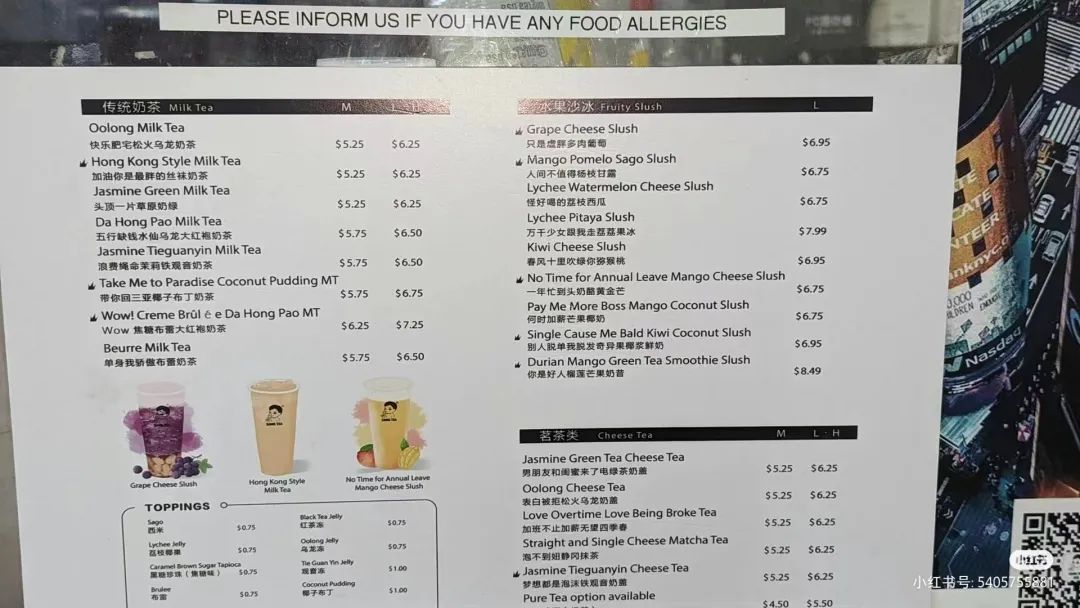 PLEASE INFORM US IF YOU HAVE ANY FOOD ALLERGIES
传统奶茶 Milk Tea M L · H
Oolong Milk Tea
快乐肥宅松火乌龙奶茶 $5.25 $6.25
Hong Kong Style Milk Tea
加油你是最胖的丝袜奶茶 $5.25 $6.25
Jasmine Green Milk Tea
头顶一片草原奶绿 $5.25 $6.25
Da Hong Pao Milk Tea
五行缺钱水仙乌龙大红袍奶茶 $5.75 $6.50
Jasmine Tieguanyin Milk Tea
浪费绳命茉莉铁观音奶茶 $5.75 $6.50
Take Me to Paradise Coconut Pudding MT
带你回三亚椰子布丁奶茶 $5.75 $6.75
Wow! Creme Brûlée Da Hong Pao MT
Wow 焦糖布蕾大红袍奶茶 $6.25 $7.25
Beurre Milk Tea
单身我骄傲布蕾奶茶 $5.75 $6.50
Grape Cheese Slush
Hong Kong Style
Milk Tea
No Time for Annual Leave
Mango Cheese Slush
TOPPINGS
Sago
西米 $0.75
Lychee Jelly
荔枝椰果 $0.75
Caramel Brown Sugar Tapioca
黑糖珍珠（焦糖味） $0.75
Brulee
布蕾 $0.75
Black Tea Jelly
红茶冻 $0.75
Oolong Jelly
乌龙冻 $0.75
Tie Guan Yin Jelly
观音冻 $1.00
Coconut Pudding
椰子布丁 $1.00
水果沙冰 Fruity Slush L
Grape Cheese Slush
只是虚胖多肉葡萄 $6.95
Mango Pomelo Sago Slush
人间不值得杨枝甘露 $6.75
Lychee Watermelon Cheese Slush
怪好喝的荔枝西瓜 $6.75
Lychee Pitaya Slush
万千少女跟我走荔荔果冰 $7.99
Kiwi Cheese Slush
春风十里吹绿你猕猴桃 $6.95
No Time for Annual Leave Mango Cheese Slush
一年忙到头奶酪黄金芒 $6.75
Pay Me More Boss Mango Coconut Slush
何时加薪芒果椰奶 $6.75
Single Cause Me Bald Kiwi Coconut Slush
别人脱单我脱发奇异果椰浆鲜奶 $6.95
Durian Mango Green Tea Smoothie Slush
你是好人榴莲芒果奶昔 $8.49
茗茶类 Cheese Tea M L · H
Jasmine Green Tea Cheese Tea
男朋友和闺蜜来了电绿茶奶盖 $5.25 $6.25
Oolong Cheese Tea
表白被拒松火乌龙奶盖 $5.25 $6.25
Love Overtime Love Being Broke Tea
加班不止加薪无望四季春 $5.25 $6.25
Straight and Single Cheese Matcha Tea
泡不到妞静冈抹茶 $5.25 $6.25
Jasmine Tieguanyin Cheese Tea
梦想都是泡沫铁观音奶盖 $5.25 $6.25
Pure Tea option available
$4.50 $5.50
Nasdaq
小红书
小红书号: 5405755881